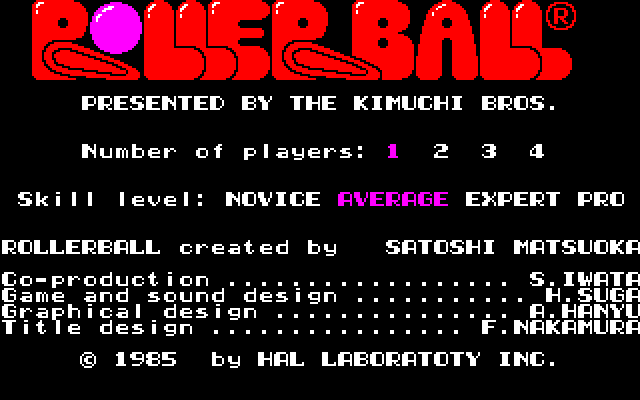 ROLLERBALL®
PRESENTED BY THE KIMUCHI BROS.
Number of players: 1 2 3 4
Skill level: NOVICE AVERAGE EXPERT PRO
ROLLERBALL created by SATOSHI MATSUOKA
Co-production .................. S.IWATA
Game and sound design ........... H.SUGA
Graphical design ............... A.HANYU
Title design ................ F.NAKAMURA
© 1985 by HAL LABORATOTY INC.